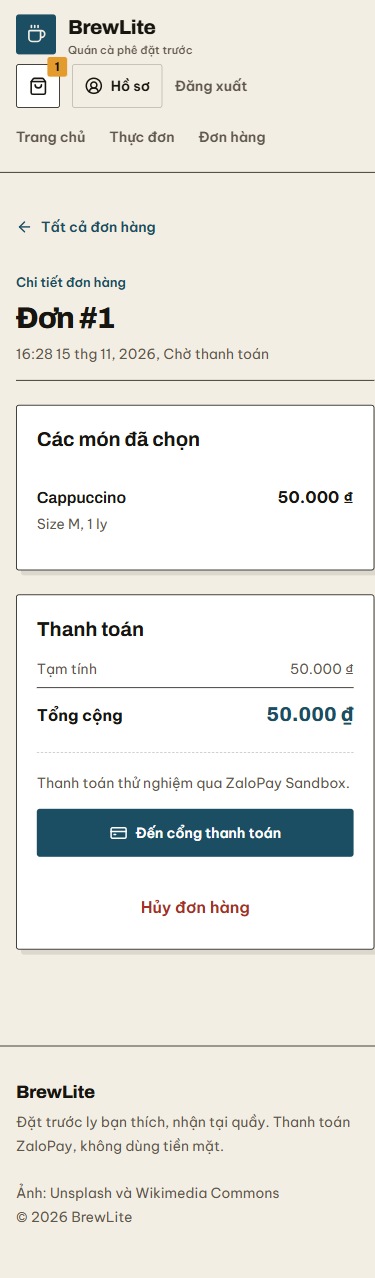 BrewLite
Quán cà phê đặt trước
1
Hồ sơ
Đăng xuất
Trang chủ
Thực đơn
Đơn hàng
← Tất cả đơn hàng
Chi tiết đơn hàng
Đơn #1
16:28 15 thg 11, 2026, Chờ thanh toán
Các món đã chọn
Cappuccino 50.000 ₫
Size M, 1 ly
Thanh toán
Tạm tính 50.000 ₫
Tổng cộng 50.000 ₫
Thanh toán thử nghiệm qua ZaloPay Sandbox.
Đến cổng thanh toán
Hủy đơn hàng
BrewLite
Đặt trước ly bạn thích, nhận tại quầy. Thanh toán
ZaloPay, không dùng tiền mặt.
Ảnh: Unsplash và Wikimedia Commons
© 2026 BrewLite